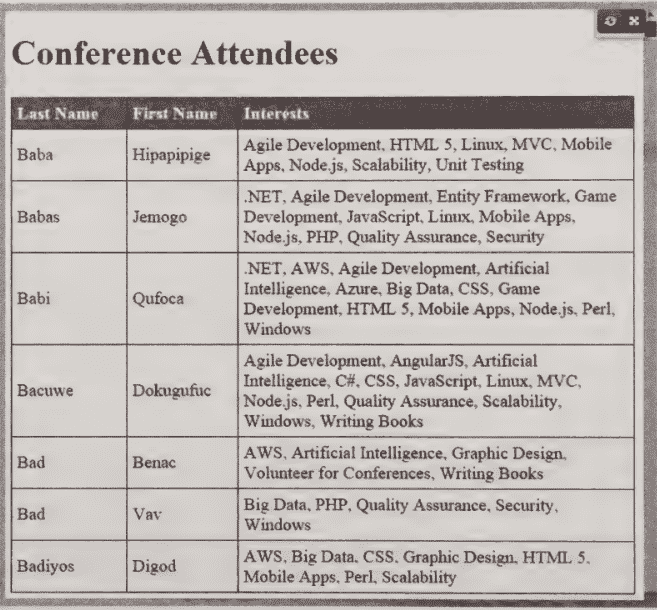 Conference Attendees
Last Name First Name Interests
Baba Hipapipige Agile Development, HTML 5, Linux, MVC, Mobile
Apps, Node.js, Scalability, Unit Testing
Babas Jemogo .NET, Agile Development, Entity Framework, Game
Development, JavaScript, Linux, Mobile Apps,
Node.js, PHP, Quality Assurance, Security
Babi Qufoca .NET, AWS, Agile Development, Artificial
Intelligence, Azure, Big Data, CSS, Game
Development, HTML 5, Mobile Apps, Node.js, Perl,
Windows
Bacuwe Dokugufuc Agile Development, AngularJS, Artificial
Intelligence, C#, CSS, JavaScript, Linux, MVC,
Node.js, Perl, Quality Assurance, Scalability,
Windows, Writing Books
Bad Benac AWS, Artificial Intelligence, Graphic Design,
Volunteer for Conferences, Writing Books
Bad Vav Big Data, PHP, Quality Assurance, Security,
Windows
Badiyos Digod AWS, Big Data, CSS, Graphic Design, HTML 5,
Mobile Apps, Perl, Scalability